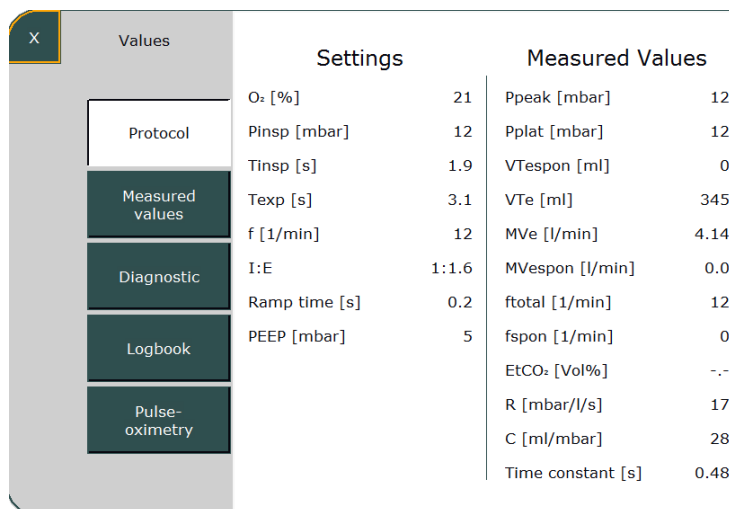 X
Values
Protocol
Measured
values
Diagnostic
Logbook
Pulse-
oximetry
Settings
O₂ [%] 21
Pinsp [mbar] 12
Tinsp [s] 1.9
Texp [s] 3.1
f [1/min] 12
I:E 1:1.6
Ramp time [s] 0.2
PEEP [mbar] 5
Measured Values
Ppeak [mbar] 12
Pplat [mbar] 12
VTespon [ml] 0
VTe [ml] 345
MVe [l/min] 4.14
MVespon [l/min] 0.0
ftotal [1/min] 12
fspon [1/min] 0
EtCO₂ [Vol%] -.-
R [mbar/l/s] 17
C [ml/mbar] 28
Time constant [s] 0.48